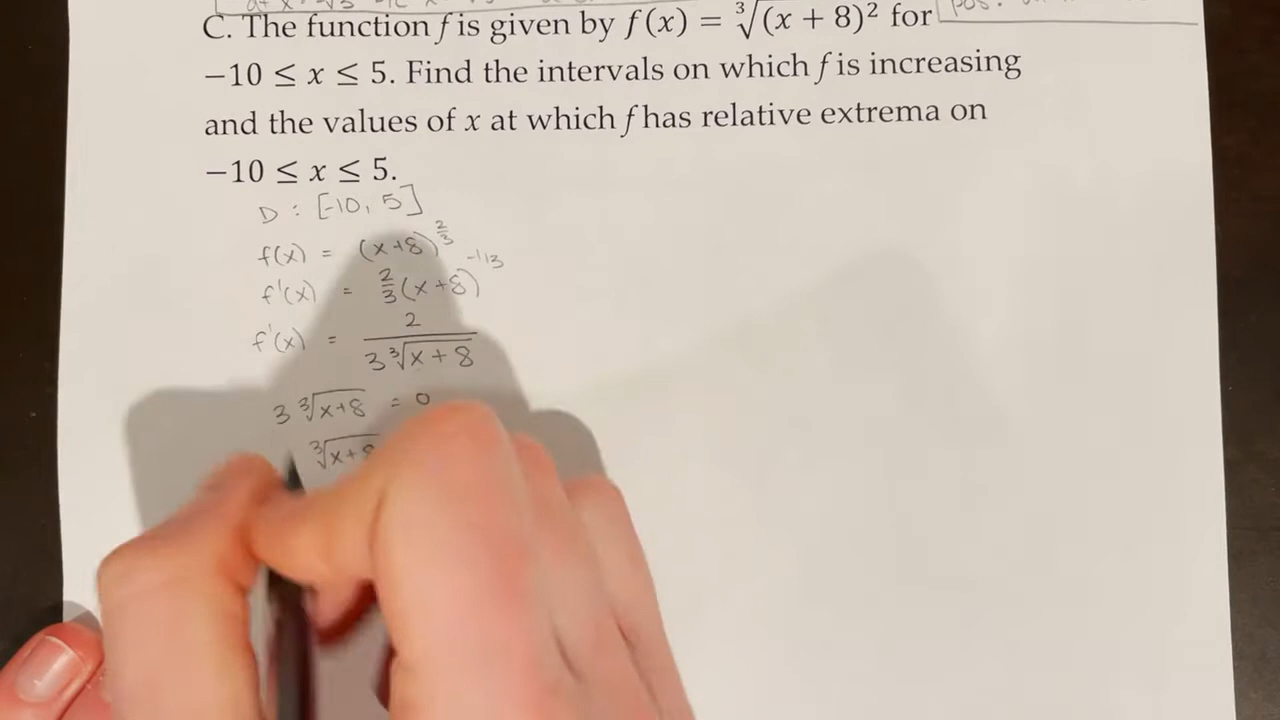 C. The function f is given by f(x) = ∛(x + 8)² for
−10 ≤ x ≤ 5. Find the intervals on which f is increasing
and the values of x at which f has relative extrema on
−10 ≤ x ≤ 5.
D : [-10, 5]
f(x) = (x+8)^2/3
f'(x) = 2/3 (x+8)^-1/3
f'(x) = 2 / 3∛x+8
3∛x+8 = 0
∛x+8